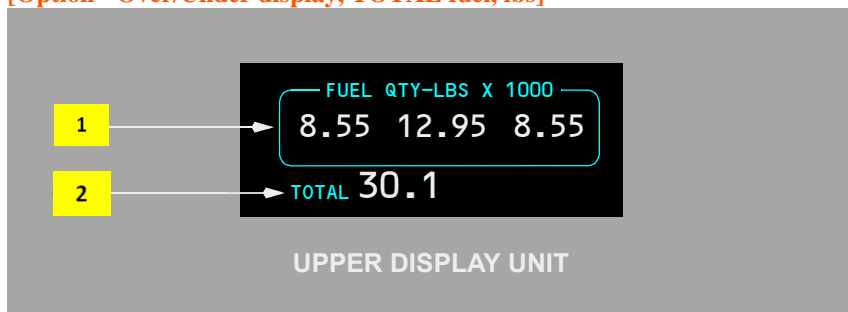 [Option - Over/Under display, TOTAL fuel, lbs]
FUEL QTY-LBS X 1000
1
8.55 12.95 8.55
2
TOTAL 30.1
UPPER DISPLAY UNIT